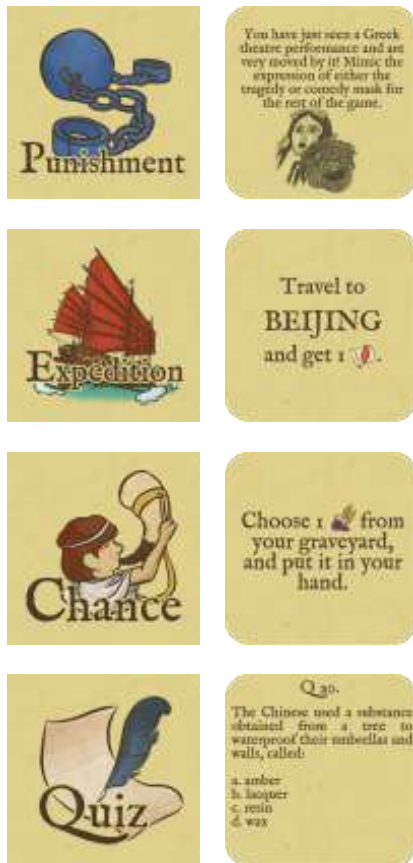 Punishment
You have just seen a Greek
theatre performance and are
very moved by it! Mimic the
expression of either the
tragedy or comedy mask for
the rest of the game.
Expedition
Travel to
BEIJING
and get 1 .
Chance
Choose 1 from
your graveyard,
and put it in your
hand.
Quiz
Q 20.
The Chinese used a substance
obtained from a tree to
waterproof their umbrellas and
walls, called:
a. amber
b. lacquer
c. resin
d. wax